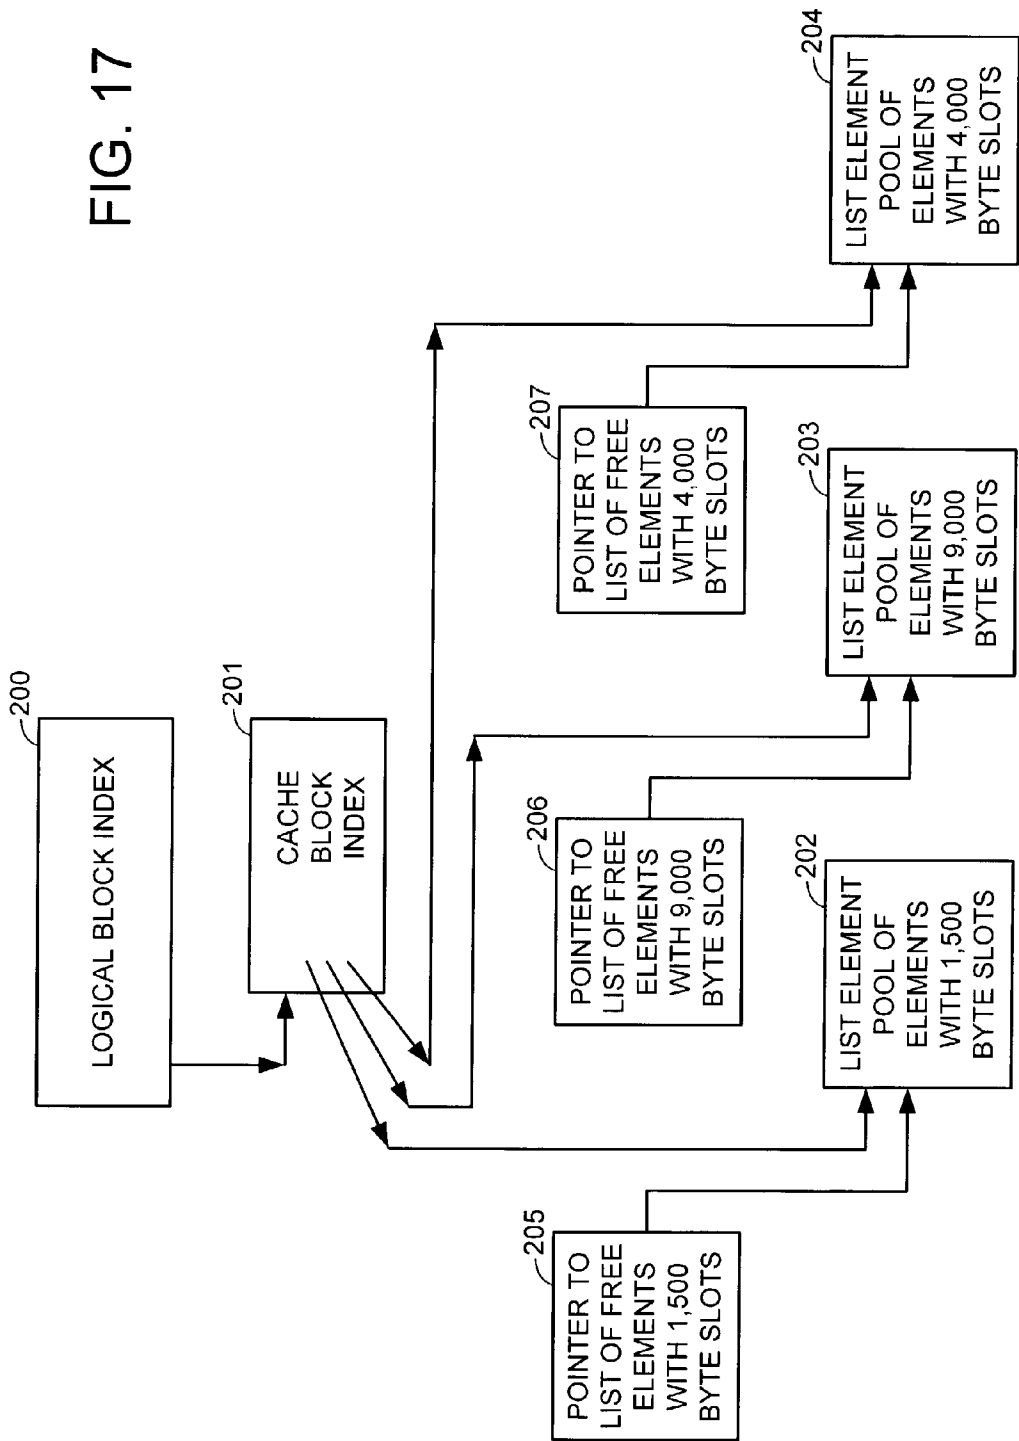 FIG. 17
200
LOGICAL BLOCK INDEX
201
CACHE
BLOCK
INDEX
205
POINTER TO
LIST OF FREE
ELEMENTS
WITH 1,500
BYTE SLOTS
206
POINTER TO
LIST OF FREE
ELEMENTS
WITH 9,000
BYTE SLOTS
207
POINTER TO
LIST OF FREE
ELEMENTS
WITH 4,000
BYTE SLOTS
202
LIST ELEMENT
POOL OF
ELEMENTS
WITH 1,500
BYTE SLOTS
203
LIST ELEMENT
POOL OF
ELEMENTS
WITH 9,000
BYTE SLOTS
204
LIST ELEMENT
POOL OF
ELEMENTS
WITH 4,000
BYTE SLOTS